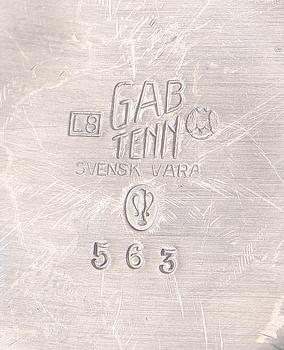 L8
GAB
TENN
SVENSK VARA
563